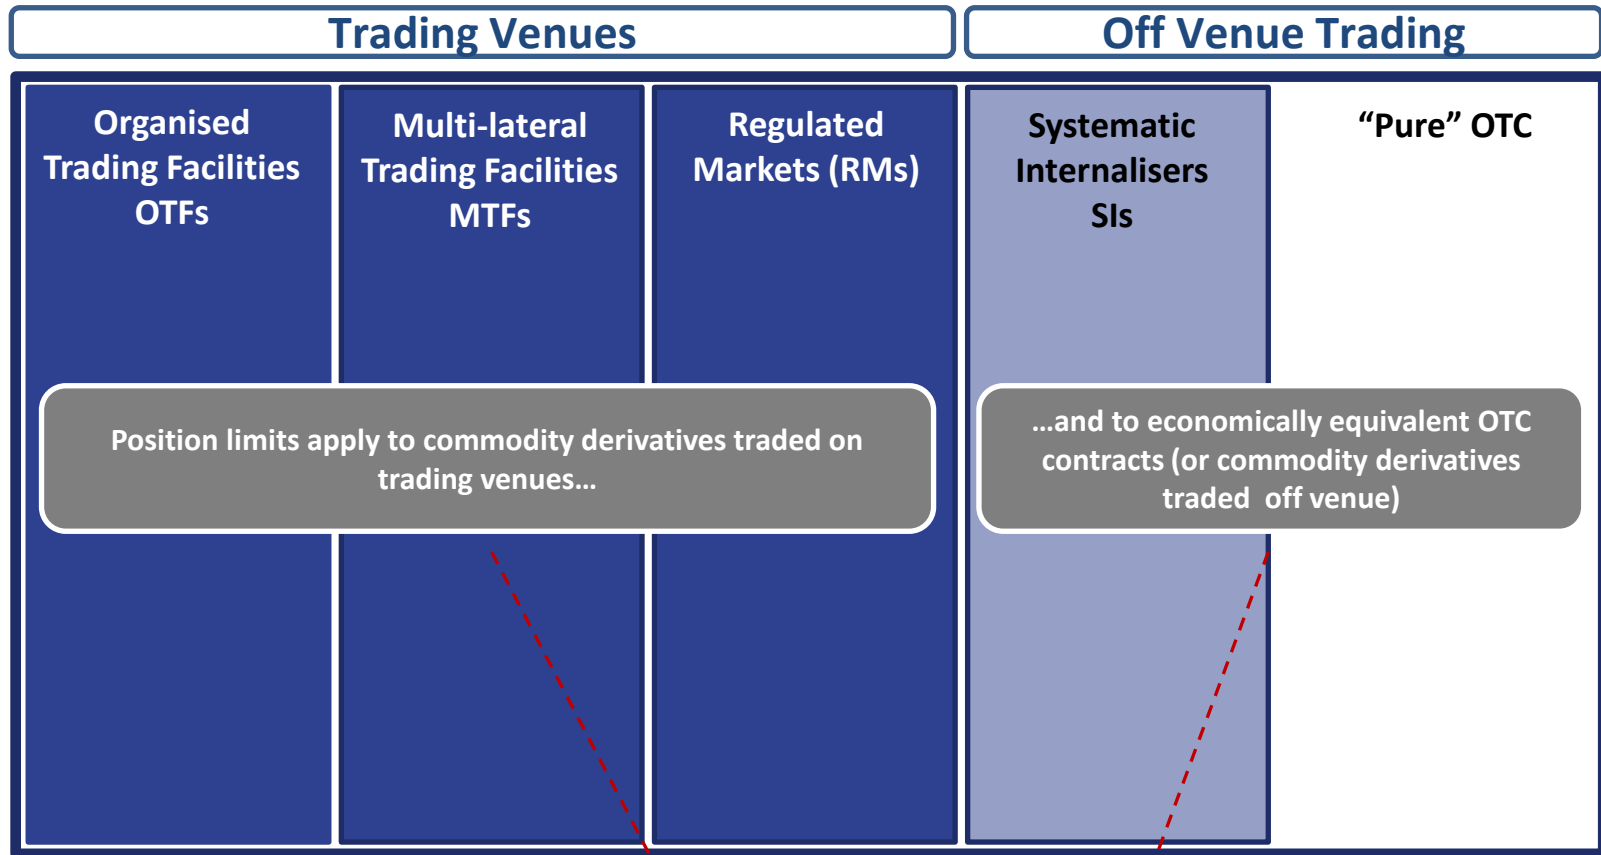 Trading Venues
Off Venue Trading
Organised
Trading Facilities
OTFs
Multi-lateral
Trading Facilities
MTFs
Regulated
Markets (RMs)
Systematic
Internalisers
SIs
“Pure” OTC
Position limits apply to commodity derivatives traded on
trading venues…
…and to economically equivalent OTC
contracts (or commodity derivatives
traded off venue)